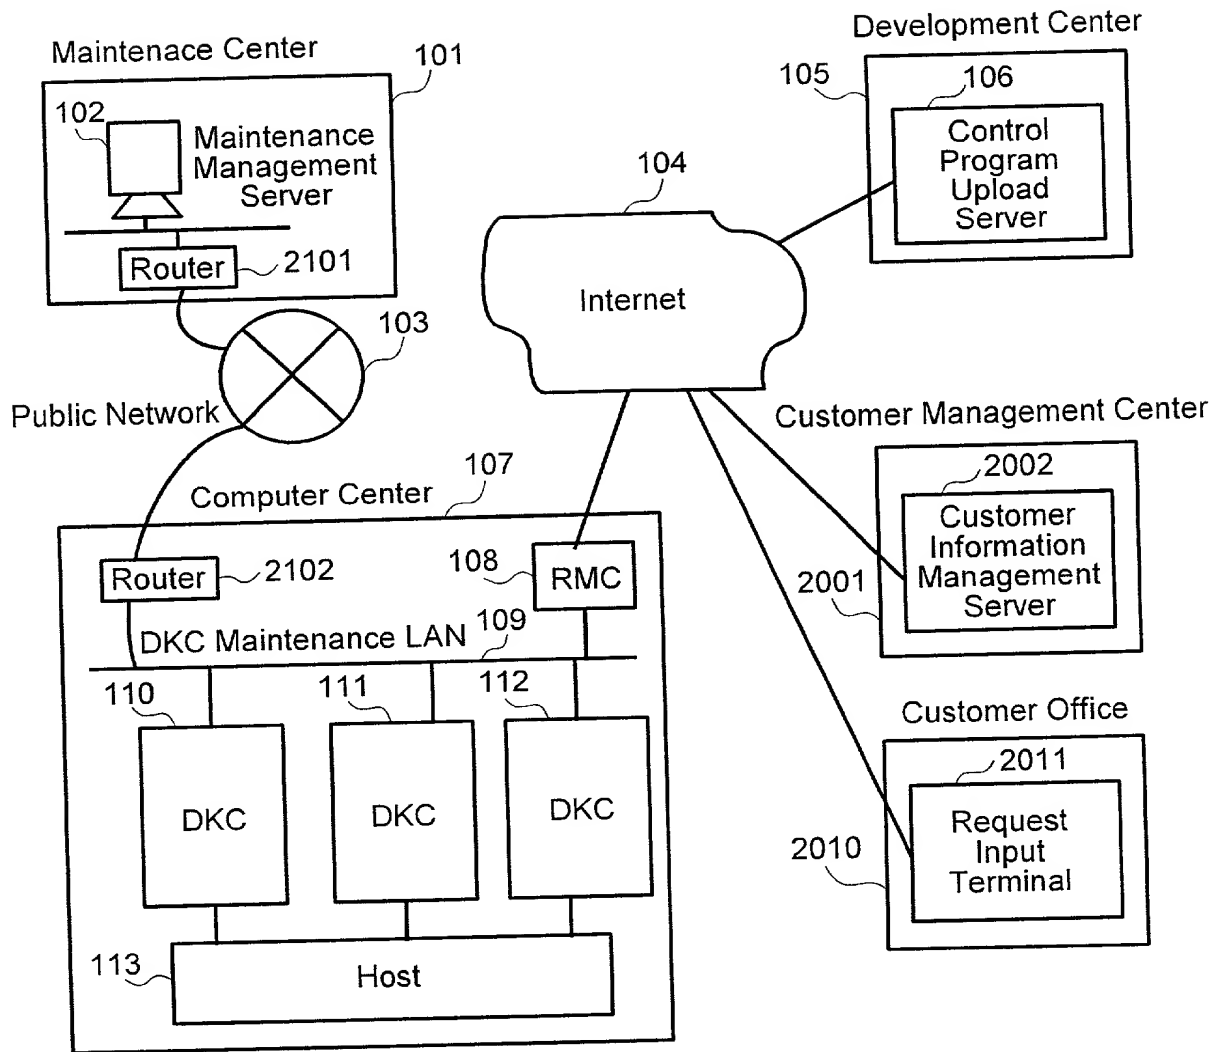 Maintenace Center
101
102
Maintenance
Management
Server
Router
2101
103
Public Network
104
Internet
Development Center
105
106
Control
Program
Upload
Server
Customer Management Center
2002
Customer
Information
Management
Server
2001
Computer Center
107
Router
2102
108
RMC
DKC Maintenance LAN
109
110
111
112
DKC
DKC
DKC
113
Host
Customer Office
2011
Request
Input
Terminal
2010